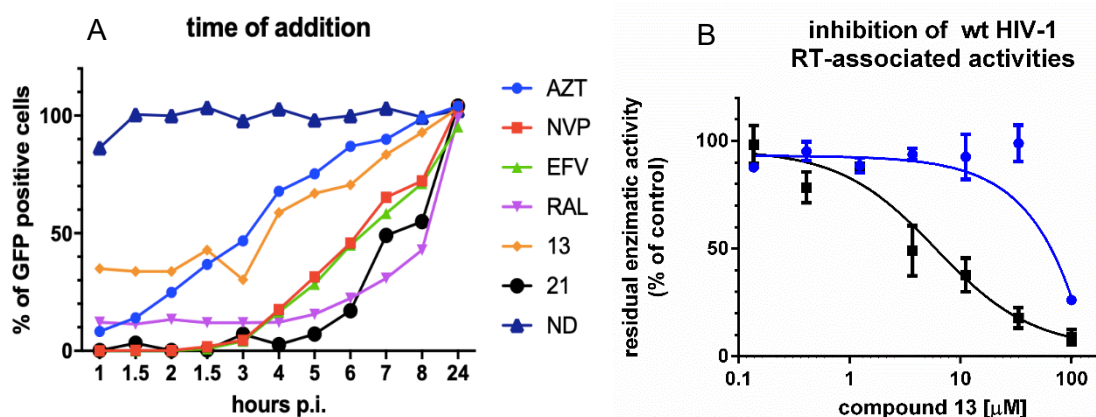 A
time of addition
% of GFP positive cells
100
50
0
1 1.5 2 1.5 3 4 5 6 7 8 24
hours p.i.
AZT
NVP
EFV
RAL
13
21
ND
B
inhibition of wt HIV-1
RT-associated activities
residual enzimatic activity
(% of control)
100
50
0
0.1 1 10 100
compound 13 [µM]